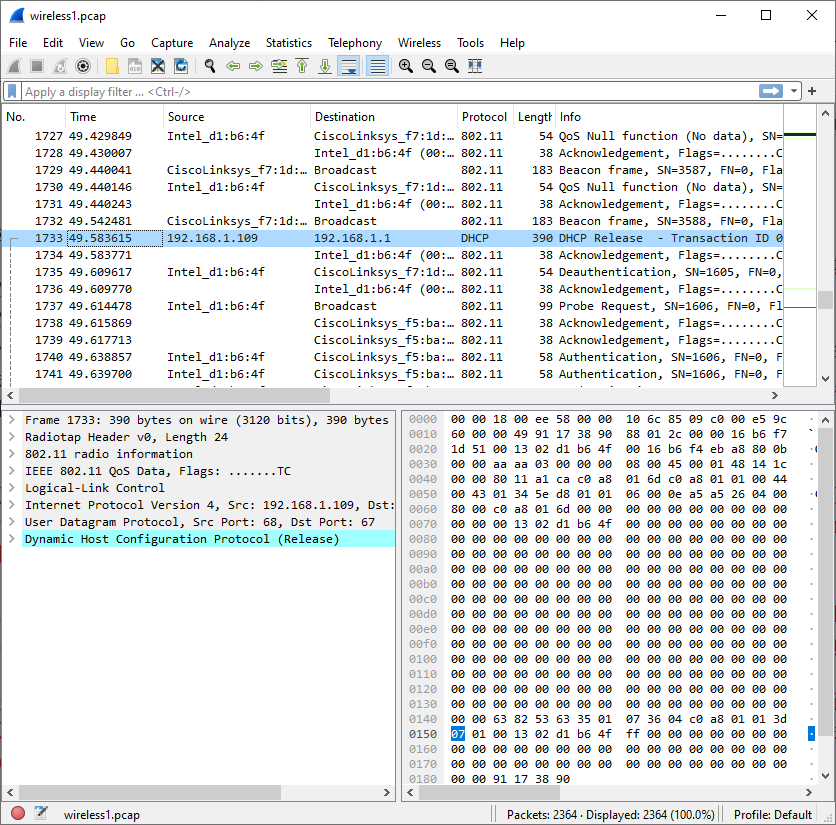 wireless1.pcap
File Edit View Go Capture Analyze Statistics Telephony Wireless Tools Help
Apply a display filter ... <Ctrl-/>
No. Time Source Destination Protocol Length Info
1727 49.429849 Intel_d1:b6:4f CiscoLinksys_f7:1d:… 802.11 54 QoS Null function (No data), SN=
1728 49.430007 Intel_d1:b6:4f (00:… 802.11 38 Acknowledgement, Flags=........C
1729 49.440041 CiscoLinksys_f7:1d:… Broadcast 802.11 183 Beacon frame, SN=3587, FN=0, Fla
1730 49.440146 Intel_d1:b6:4f CiscoLinksys_f7:1d:… 802.11 54 QoS Null function (No data), SN=
1731 49.440243 Intel_d1:b6:4f (00:… 802.11 38 Acknowledgement, Flags=........C
1732 49.542481 CiscoLinksys_f7:1d:… Broadcast 802.11 183 Beacon frame, SN=3588, FN=0, Fla
1733 49.583615 192.168.1.109 192.168.1.1 DHCP 390 DHCP Release  - Transaction ID 0
1734 49.583771 Intel_d1:b6:4f (00:… 802.11 38 Acknowledgement, Flags=........C
1735 49.609617 Intel_d1:b6:4f CiscoLinksys_f7:1d:… 802.11 54 Deauthentication, SN=1605, FN=0,
1736 49.609770 Intel_d1:b6:4f (00:… 802.11 38 Acknowledgement, Flags=........C
1737 49.614478 Intel_d1:b6:4f Broadcast 802.11 99 Probe Request, SN=1606, FN=0, Fl
1738 49.615869 CiscoLinksys_f5:ba:… 802.11 38 Acknowledgement, Flags=........C
1739 49.617713 CiscoLinksys_f5:ba:… 802.11 38 Acknowledgement, Flags=........C
1740 49.638857 Intel_d1:b6:4f CiscoLinksys_f5:ba:… 802.11 58 Authentication, SN=1606, FN=0, F
1741 49.639700 Intel_d1:b6:4f CiscoLinksys_f5:ba:… 802.11 58 Authentication, SN=1606, FN=0, F
Frame 1733: 390 bytes on wire (3120 bits), 390 bytes
Radiotap Header v0, Length 24
802.11 radio information
IEEE 802.11 QoS Data, Flags: .......TC
Logical-Link Control
Internet Protocol Version 4, Src: 192.168.1.109, Dst:
User Datagram Protocol, Src Port: 68, Dst Port: 67
Dynamic Host Configuration Protocol (Release)
0000 00 00 18 00 ee 58 00 00 10 6c 85 09 c0 00 e5 9c
0010 60 00 00 49 91 17 38 90 88 01 2c 00 00 16 b6 f7
0020 1d 51 00 13 02 d1 b6 4f 00 16 b6 f4 eb a8 80 0b
0030 00 00 aa aa 03 00 00 00 08 00 45 00 01 48 14 1c
0040 00 00 80 11 a1 ca c0 a8 01 6d c0 a8 01 01 00 44
0050 00 43 01 34 5e d8 01 01 06 00 0e a5 a5 26 04 00
0060 80 00 c0 a8 01 6d 00 00 00 00 00 00 00 00 00 00
0070 00 00 00 13 02 d1 b6 4f 00 00 00 00 00 00 00 00
0080 00 00 00 00 00 00 00 00 00 00 00 00 00 00 00 00
0090 00 00 00 00 00 00 00 00 00 00 00 00 00 00 00 00
00a0 00 00 00 00 00 00 00 00 00 00 00 00 00 00 00 00
00b0 00 00 00 00 00 00 00 00 00 00 00 00 00 00 00 00
00c0 00 00 00 00 00 00 00 00 00 00 00 00 00 00 00 00
00d0 00 00 00 00 00 00 00 00 00 00 00 00 00 00 00 00
00e0 00 00 00 00 00 00 00 00 00 00 00 00 00 00 00 00
00f0 00 00 00 00 00 00 00 00 00 00 00 00 00 00 00 00
0100 00 00 00 00 00 00 00 00 00 00 00 00 00 00 00 00
0110 00 00 00 00 00 00 00 00 00 00 00 00 00 00 00 00
0120 00 00 00 00 00 00 00 00 00 00 00 00 00 00 00 00
0130 00 00 00 00 00 00 00 00 00 00 00 00 00 00 00 00
0140 00 00 63 82 53 63 35 01 07 36 04 c0 a8 01 01 3d
0150 07 01 00 13 02 d1 b6 4f ff 00 00 00 00 00 00 00
0160 00 00 00 00 00 00 00 00 00 00 00 00 00 00 00 00
0170 00 00 00 00 00 00 00 00 00 00 00 00 00 00 00 00
0180 00 00 91 17 38 90
wireless1.pcap Packets: 2364 · Displayed: 2364 (100.0%) Profile: Default